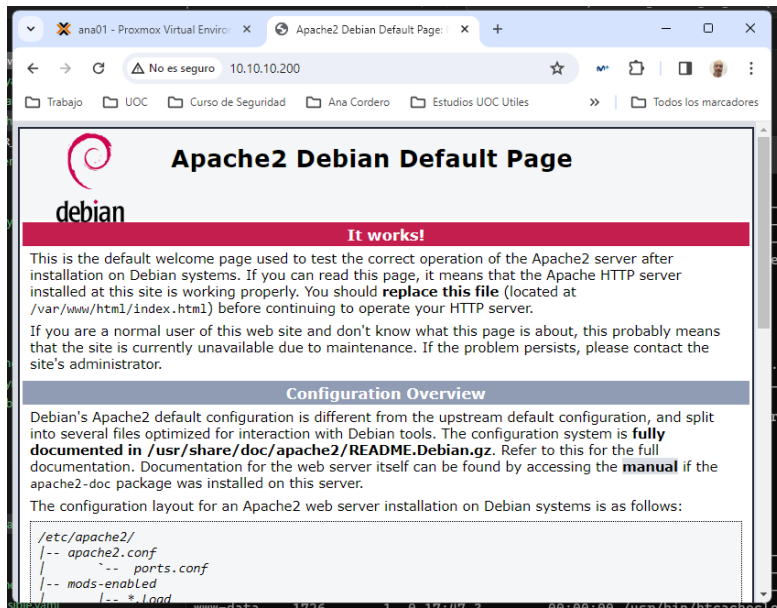 ana01 - Proxmox Virtual Enviror
Apache2 Debian Default Page:
No es seguro 10.10.10.200
Trabajo UOC Curso de Seguridad Ana Cordero Estudios UOC Utiles » Todos los marcadores
debian
Apache2 Debian Default Page
It works!
This is the default welcome page used to test the correct operation of the Apache2 server after
installation on Debian systems. If you can read this page, it means that the Apache HTTP server
installed at this site is working properly. You should replace this file (located at
/var/www/html/index.html) before continuing to operate your HTTP server.
If you are a normal user of this web site and don't know what this page is about, this probably means
that the site is currently unavailable due to maintenance. If the problem persists, please contact the
site's administrator.
Configuration Overview
Debian's Apache2 default configuration is different from the upstream default configuration, and split
into several files optimized for interaction with Debian tools. The configuration system is fully
documented in /usr/share/doc/apache2/README.Debian.gz. Refer to this for the full
documentation. Documentation for the web server itself can be found by accessing the manual if the
apache2-doc package was installed on this server.
The configuration layout for an Apache2 web server installation on Debian systems is as follows:
/etc/apache2/
|-- apache2.conf
| `-- ports.conf
|-- mods-enabled
| |-- *.load